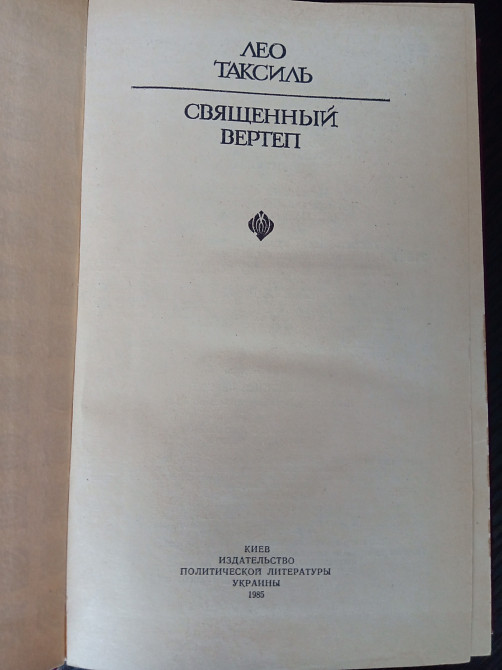 ЛЕО
ТАКСИЛЬ
СВЯЩЕННЫЙ
ВЕРТЕП
КИЕВ
ИЗДАТЕЛЬСТВО
ПОЛИТИЧЕСКОЙ ЛИТЕРАТУРЫ
УКРАИНЫ
1985